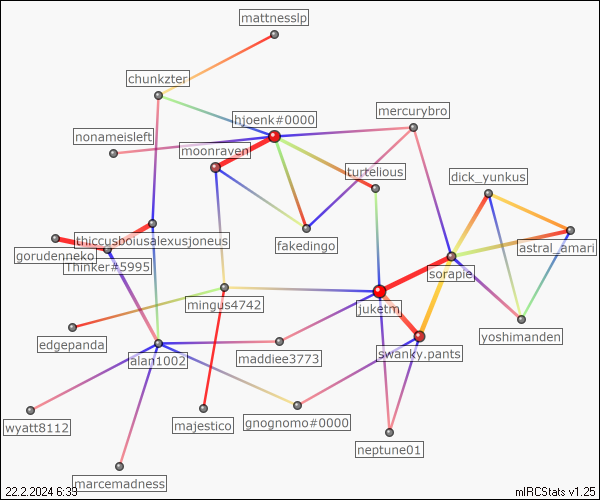 mattnesslp
chunkzter
mercurybro
hjoenk#0000
nonameisleft
moonraven
turtelious
dick_yunkus
thiccusboiusalexusjoneus
fakedingo
astral_amari
gorudenneko
Thinker#5995
sorapie
mingus4742
juketm
yoshimanden
edgepanda
alan1002
maddiee3773
swanky.pants
wyatt8112
majestico
gnognomo#0000
neptune01
marcemadness
22.2.2024 6:39
mIRCStats v1.25